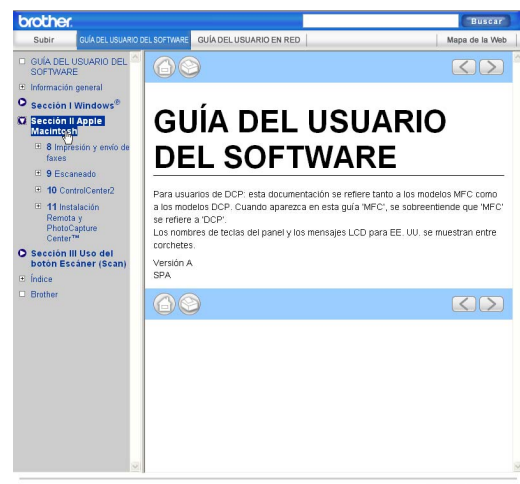 brother.
Buscar
Subir
GUÍA DEL USUARIO DEL SOFTWARE
GUÍA DEL USUARIO EN RED
Mapa de la Web
GUÍA DEL USUARIO DEL
SOFTWARE
Información general
Sección I Windows®
Sección II Apple
Macintosh
8 Impresión y envío de
faxes
9 Escaneado
10 ControlCenter2
11 Instalación
Remota y
PhotoCapture
Center™
Sección III Uso del
botón Escáner (Scan)
Índice
Brother
GUÍA DEL USUARIO
DEL SOFTWARE
Para usuarios de DCP: esta documentación se refiere tanto a los modelos MFC como
a los modelos DCP. Cuando aparezca en esta guía 'MFC', se sobreentiende que 'MFC'
se refiere a 'DCP'.
Los nombres de teclas del panel y los mensajes LCD para EE. UU. se muestran entre
corchetes.
Versión A
SPA